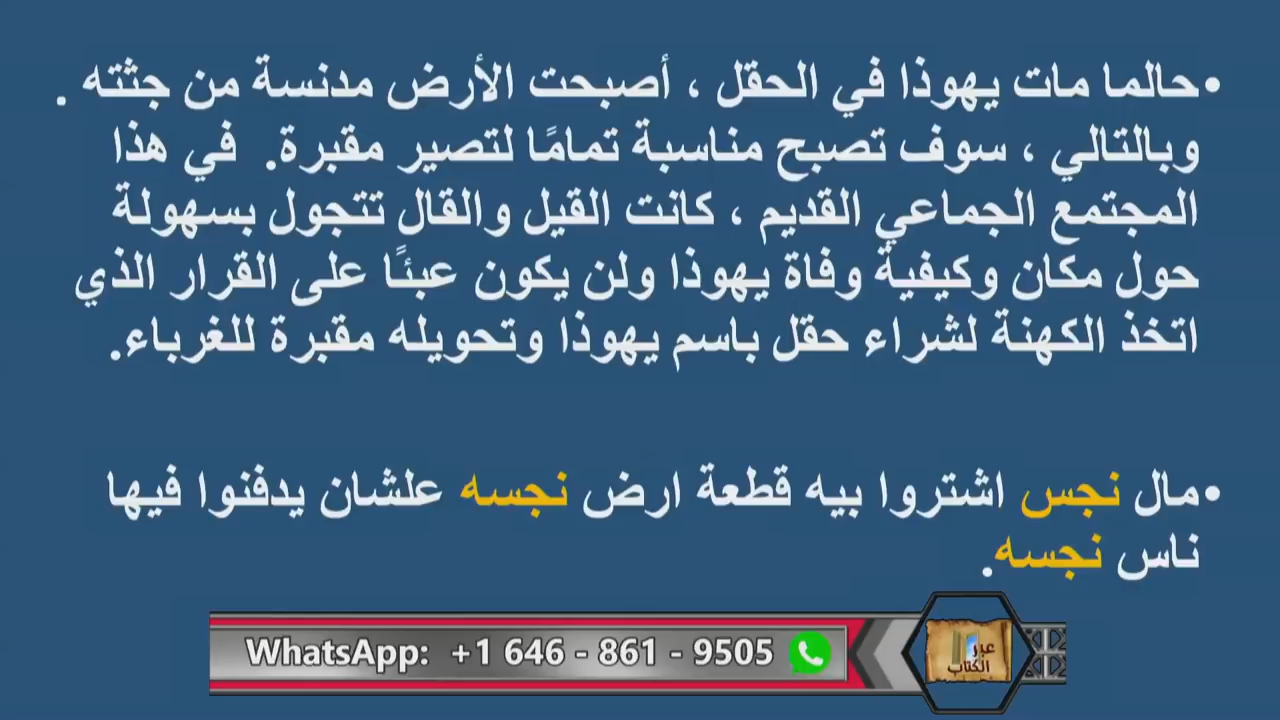 •حالما مات يهوذا في الحقل ، أصبحت الأرض مدنسة من جثته .
وبالتالي ، سوف تصبح مناسبة تمامًا لتصير مقبرة. في هذا
المجتمع الجماعي القديم ، كانت القيل والقال تتجول بسهولة
حول مكان وكيفية وفاة يهوذا ولن يكون عبئًا على القرار الذي
اتخذ الكهنة لشراء حقل باسم يهوذا وتحويله مقبرة للغرباء.
•مال نجس اشتروا بيه قطعة ارض نجسه علشان يدفنوا فيها
ناس نجسه.
WhatsApp: +1 646 - 861 - 9505
عبر
الكتاب